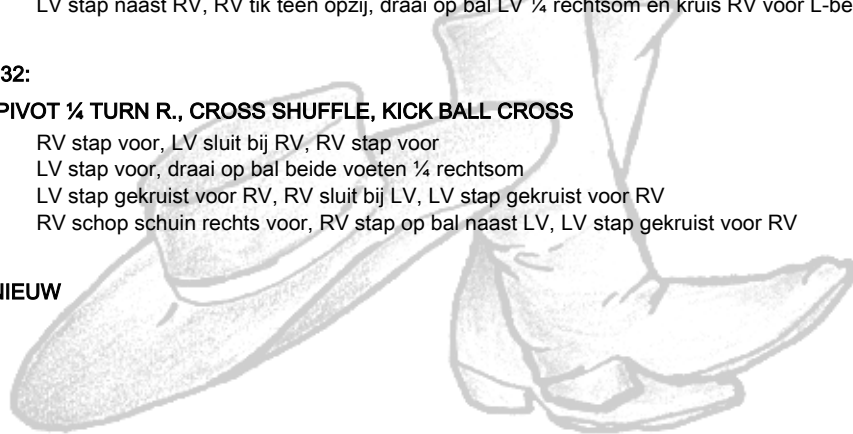 LV stap naast RV, RV tik teen opzij, draai op bal LV ¼ rechtsom en kruis RV voor L-be
32:
PIVOT ¼ TURN R., CROSS SHUFFLE, KICK BALL CROSS
RV stap voor, LV sluit bij RV, RV stap voor
LV stap voor, draai op bal beide voeten ¼ rechtsom
LV stap gekruist voor RV, RV sluit bij LV, LV stap gekruist voor RV
RV schop schuin rechts voor, RV stap op bal naast LV, LV stap gekruist voor RV
NIEUW